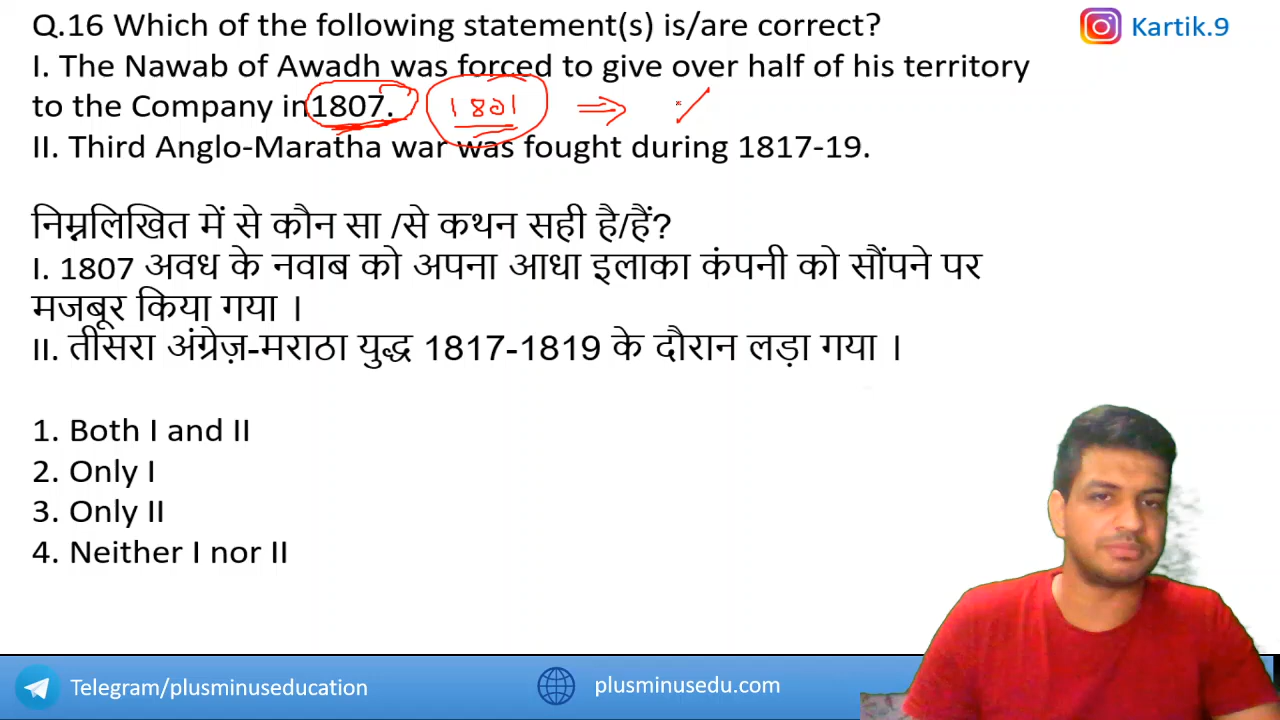 Q.16 Which of the following statement(s) is/are correct?
Kartik.9
I. The Nawab of Awadh was forced to give over half of his territory
to the Company in 1807. 1801 ⇒
II. Third Anglo-Maratha war was fought during 1817-19.
निम्नलिखित में से कौन सा /से कथन सही है/हैं?
I. 1807 अवध के नवाब को अपना आधा इलाका कंपनी को सौंपने पर
मजबूर किया गया ।
II. तीसरा अंग्रेज़-मराठा युद्ध 1817-1819 के दौरान लड़ा गया ।
1. Both I and II
2. Only I
3. Only II
4. Neither I nor II
Telegram/plusminuseducation
plusminusedu.com